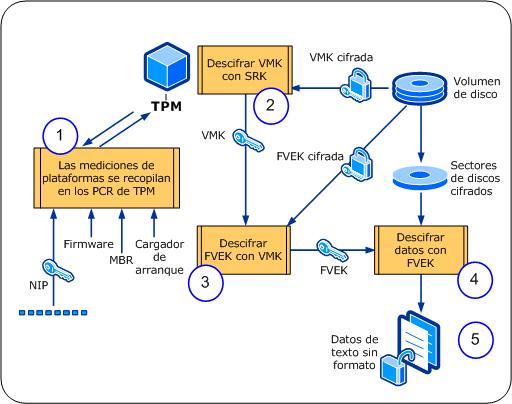 TPM
Descifrar VMK
con SRK
VMK cifrada
Volumen
de disco
1
2
VMK
FVEK cifrada
Las mediciones de
plataformas se recopilan
en los PCR de TPM
Sectores
de discos
cifrados
Firmware
MBR
Cargador
de arranque
NIP
Descifrar
FVEK con VMK
3
FVEK
Descifrar
datos con
FVEK
4
Datos de
texto sin
formato
5